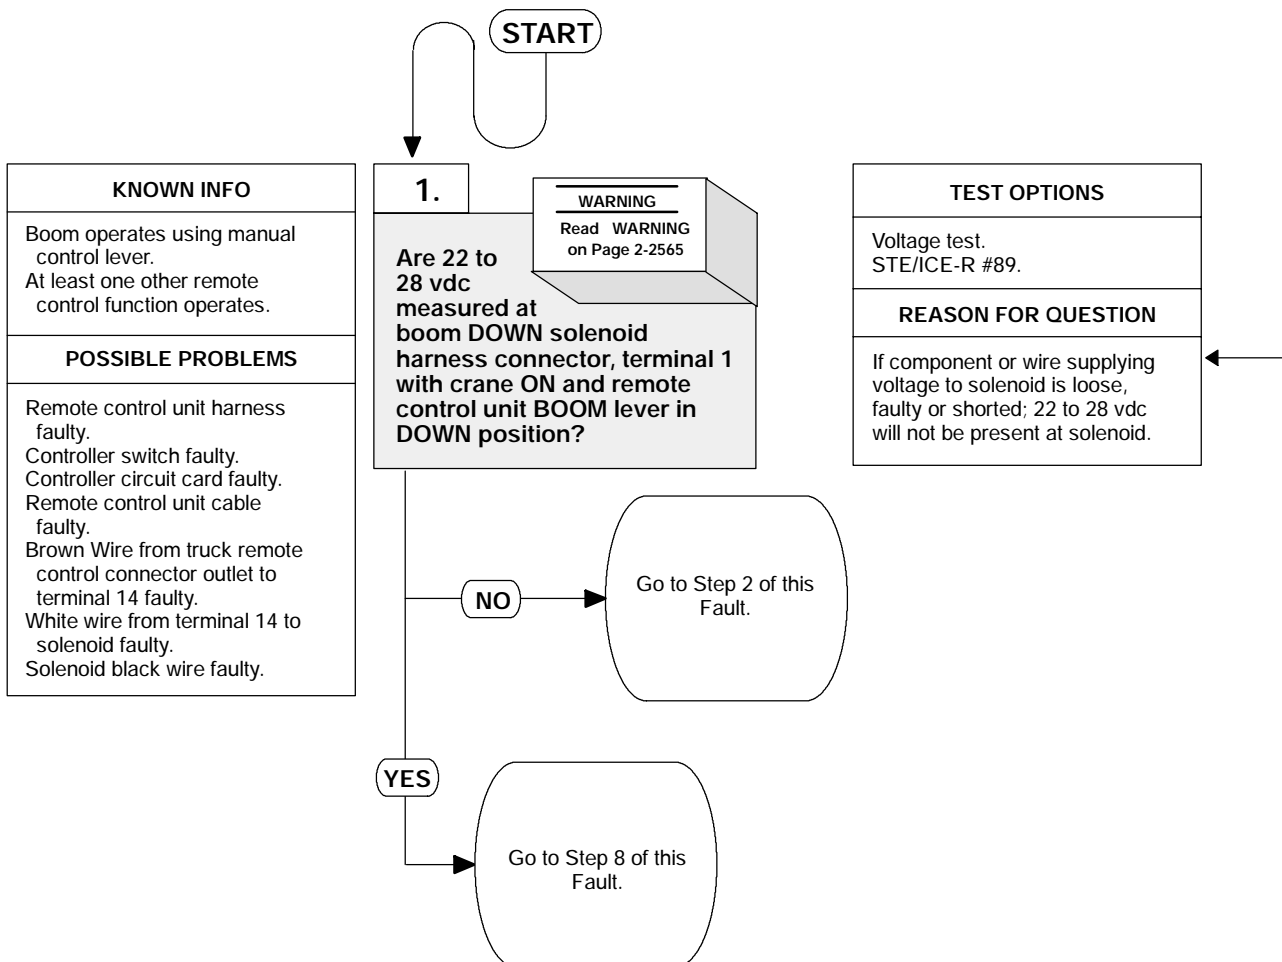 START
KNOWN INFO
Boom operates using manual
control lever.
At least one other remote
control function operates.
POSSIBLE PROBLEMS
Remote control unit harness
faulty.
Controller switch faulty.
Controller circuit card faulty.
Remote control unit cable
faulty.
Brown Wire from truck remote
control connector outlet to
terminal 14 faulty.
White wire from terminal 14 to
solenoid faulty.
Solenoid black wire faulty.
1.
WARNING
Read WARNING
on Page 2-2565
Are 22 to
28 vdc
measured at
boom DOWN solenoid
harness connector, terminal 1
with crane ON and remote
control unit BOOM lever in
DOWN position?
TEST OPTIONS
Voltage test.
STE/ICE-R #89.
REASON FOR QUESTION
If component or wire supplying
voltage to solenoid is loose,
faulty or shorted; 22 to 28 vdc
will not be present at solenoid.
NO
Go to Step 2 of this
Fault.
YES
Go to Step 8 of this
Fault.